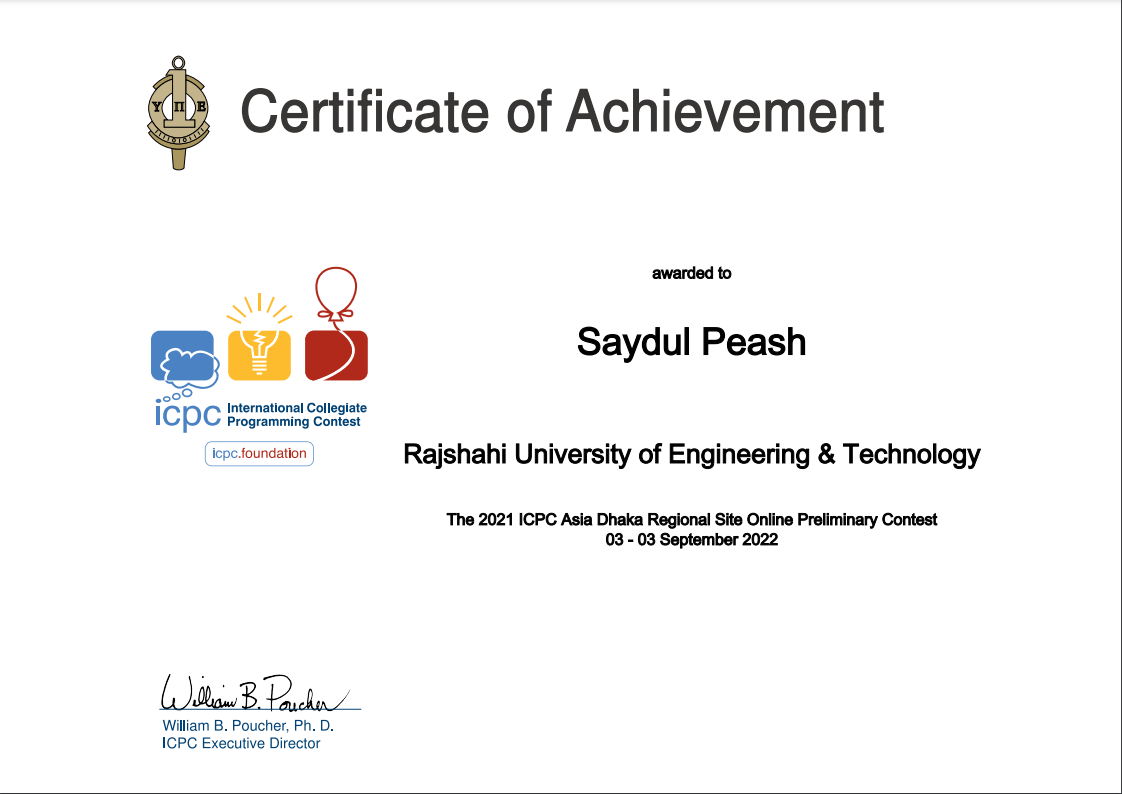 Υ Π Ε
Certificate of Achievement
awarded to
Saydul Peash
icpc International Collegiate
Programming Contest
icpc.foundation
Rajshahi University of Engineering & Technology
The 2021 ICPC Asia Dhaka Regional Site Online Preliminary Contest
03 - 03 September 2022
William B. Poucher
William B. Poucher, Ph. D.
ICPC Executive Director